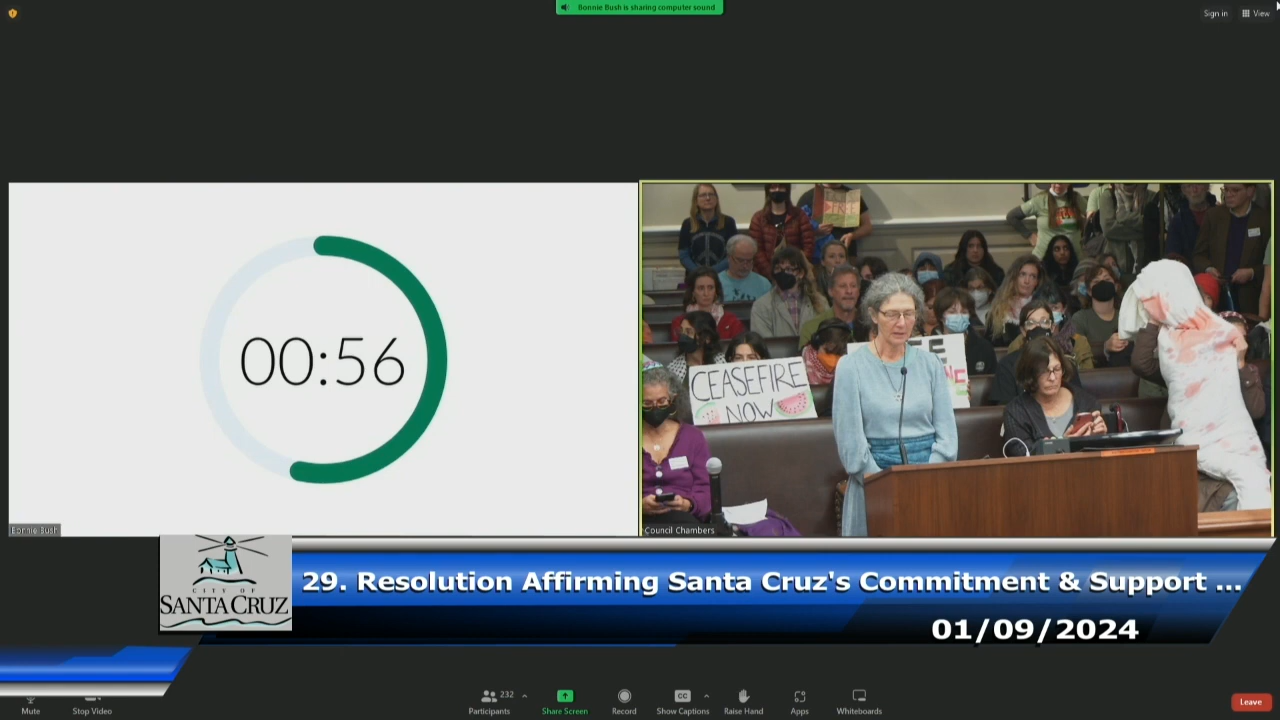 Bonnie Bush is sharing computer sound
Sign in
View
00:56
FREE
CEASEFIRE
NOW
Bonnie Bush
Council Chambers
CITY OF
SANTA CRUZ
29. Resolution Affirming Santa Cruz's Commitment & Support ...
01/09/2024
Mute
Stop Video
232
Participants
Share Screen
CC
Record
Show Captions
Raise Hand
Apps
Whiteboards
Leave